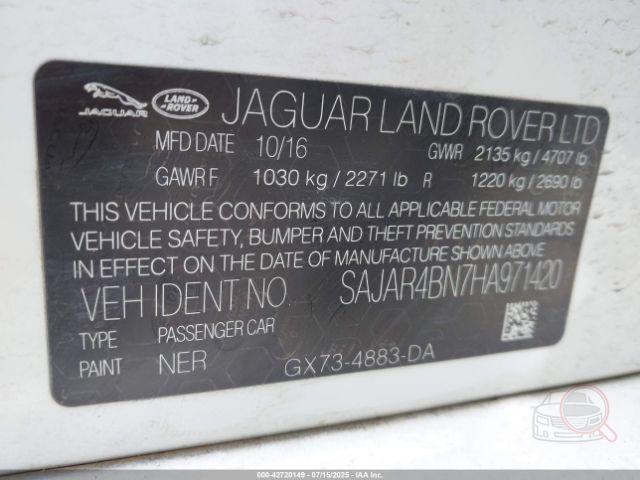 JAGUAR LAND ROVER JAGUAR LAND ROVER LTD
MFD DATE 10/16 GVWR 2135 kg / 4707 lb
GAWR F 1030 kg / 2271 lb R 1220 kg / 2690 lb
THIS VEHICLE CONFORMS TO ALL APPLICABLE FEDERAL MOTOR
VEHICLE SAFETY, BUMPER AND THEFT PREVENTION STANDARDS
IN EFFECT ON THE DATE OF MANUFACTURE SHOWN ABOVE.
VEH IDENT NO. SAJAR4BN7HA971420
TYPE PASSENGER CAR
PAINT NER GX73-4883-DA
000-42720149 - 07/15/2025 - IAAI.COM